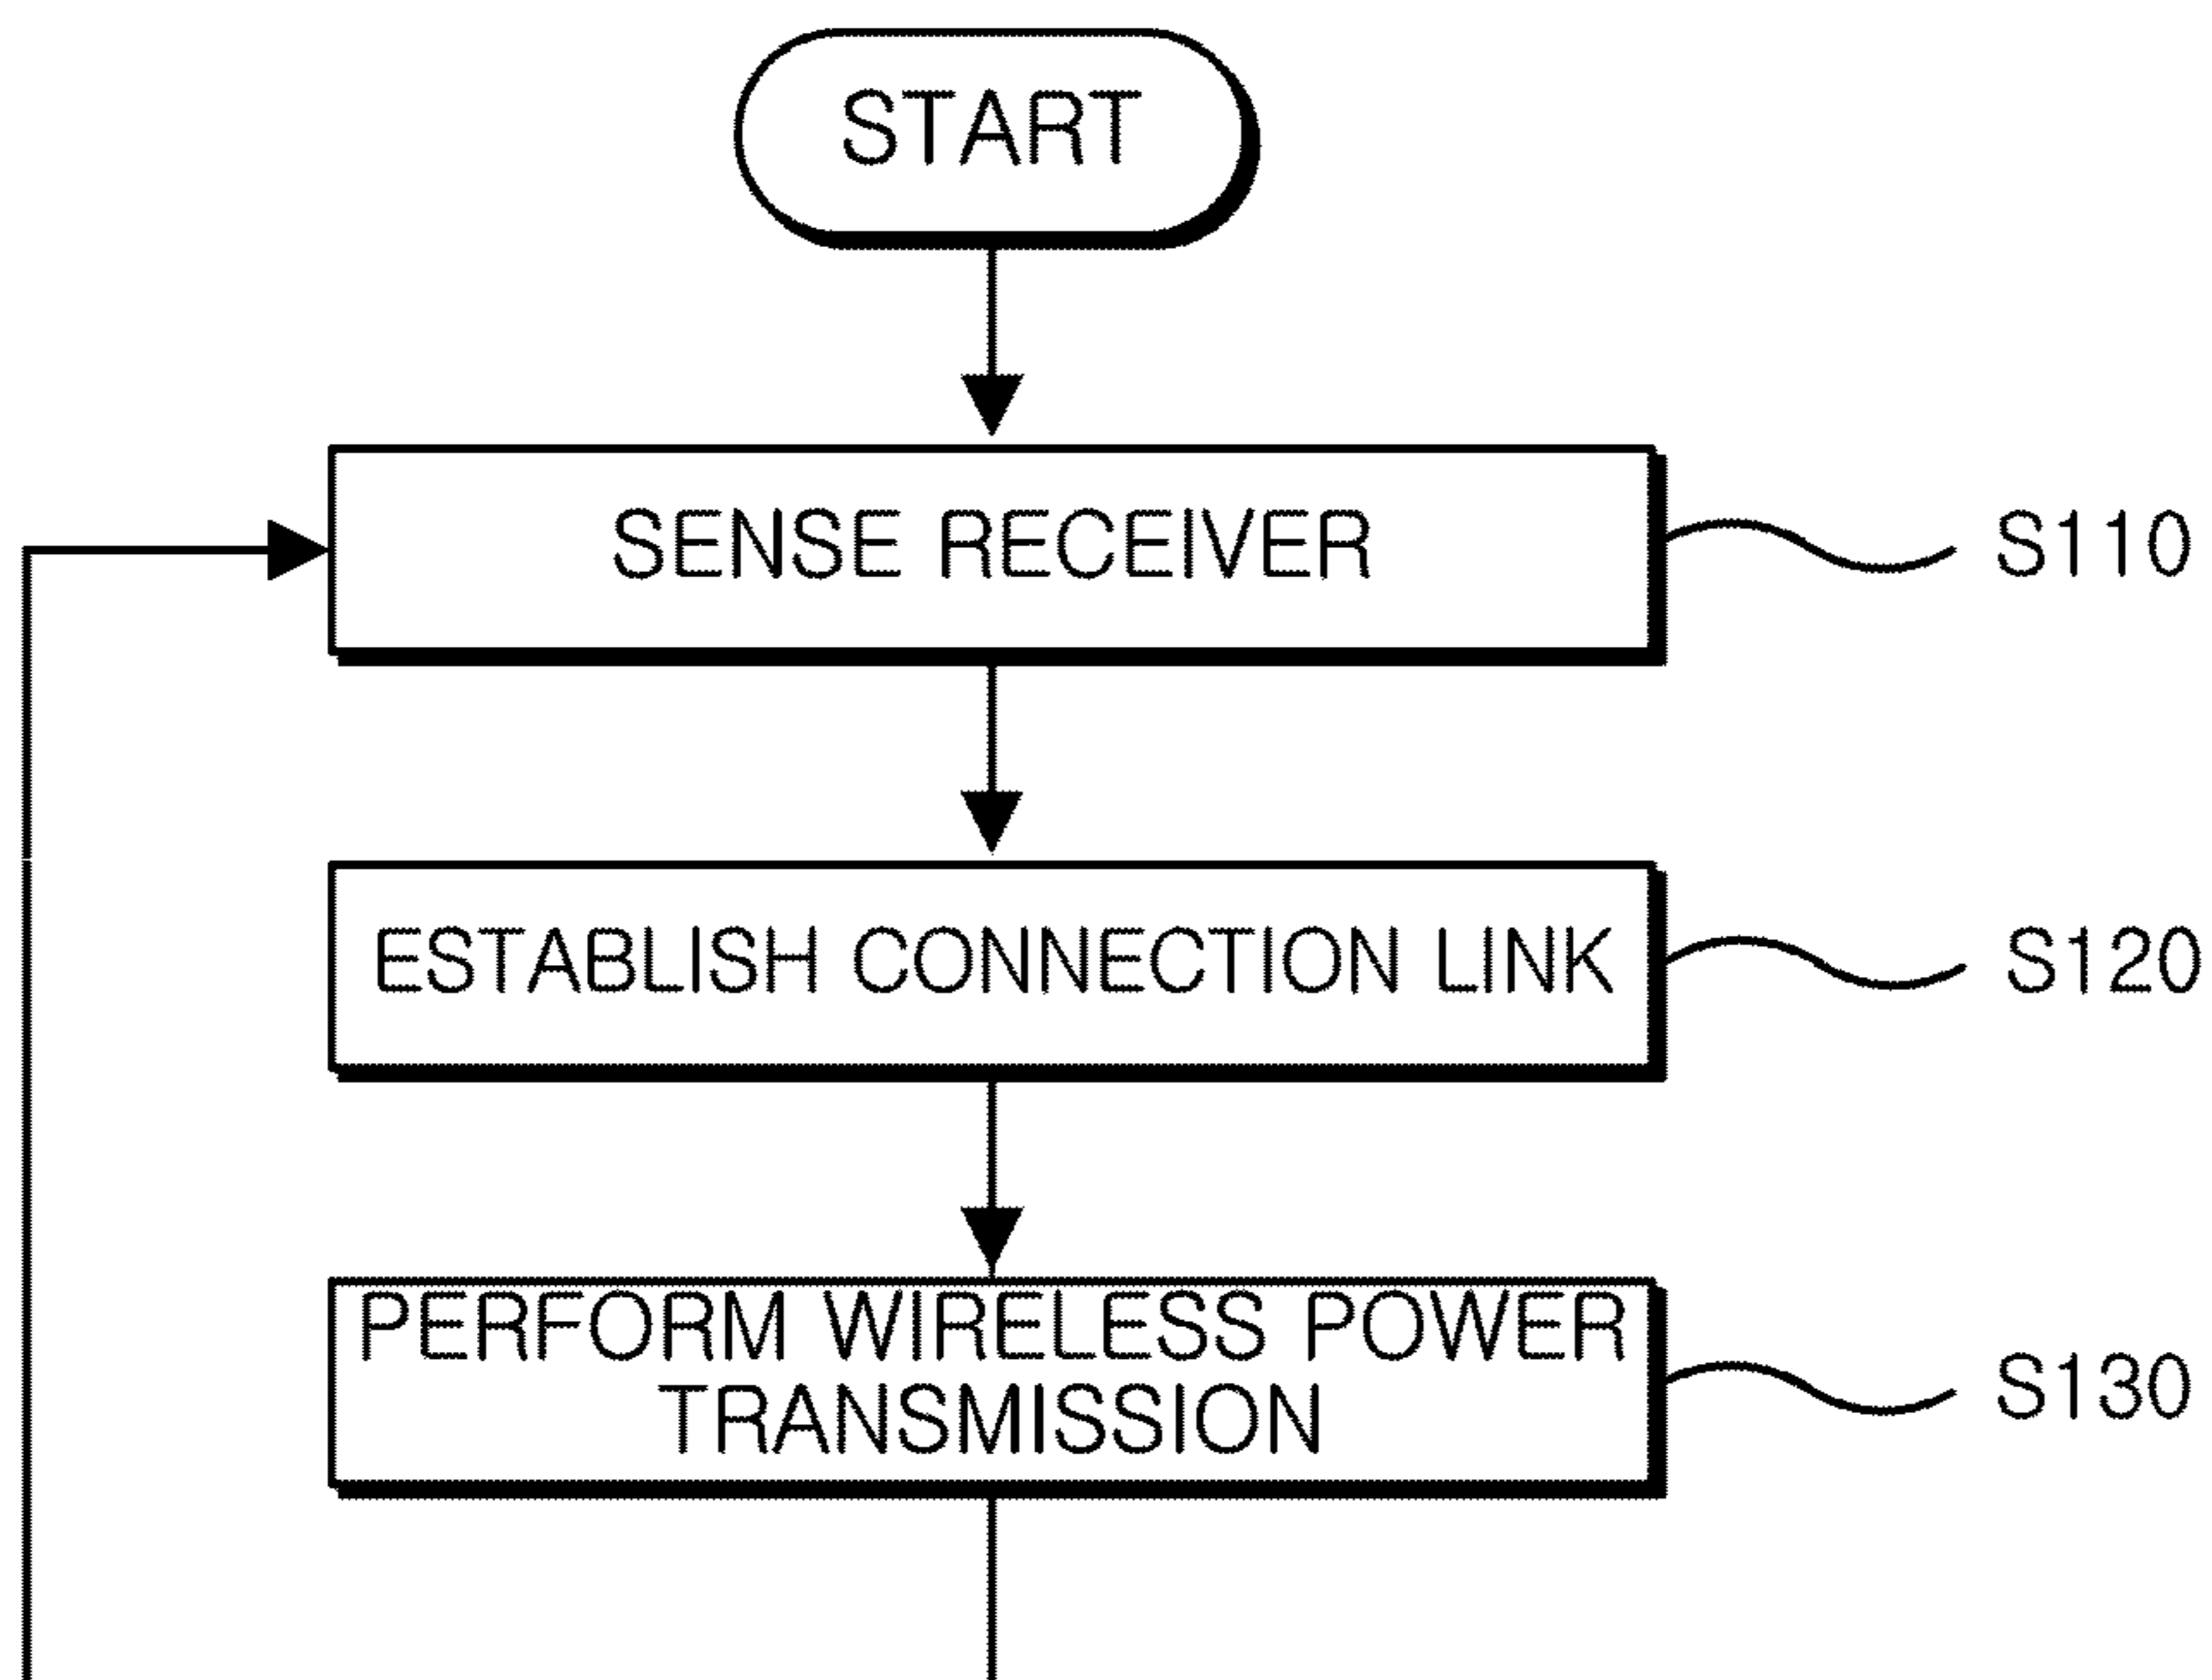 START
SENSE RECEIVER
S110
ESTABLISH CONNECTION LINK
S120
PERFORM WIRELESS POWER
TRANSMISSION
S130